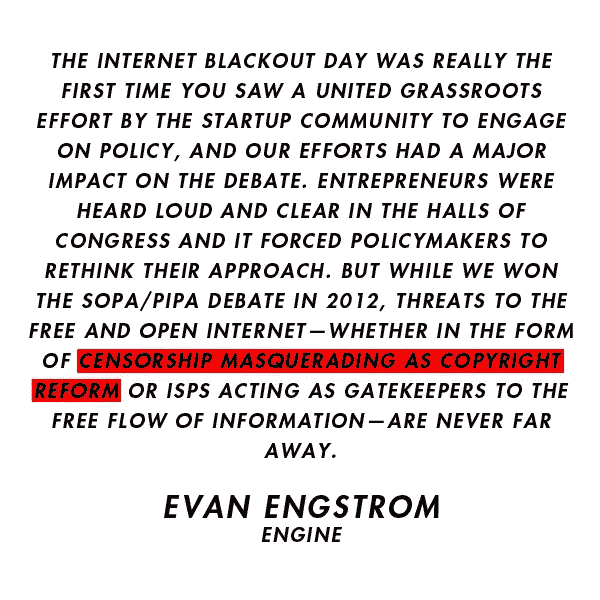 THE INTERNET BLACKOUT DAY WAS REALLY THE
FIRST TIME YOU SAW A UNITED GRASSROOTS
EFFORT BY THE STARTUP COMMUNITY TO ENGAGE
ON POLICY, AND OUR EFFORTS HAD A MAJOR
IMPACT ON THE DEBATE. ENTREPRENEURS WERE
HEARD LOUD AND CLEAR IN THE HALLS OF
CONGRESS AND IT FORCED POLICYMAKERS TO
RETHINK THEIR APPROACH. BUT WHILE WE WON
THE SOPA/PIPA DEBATE IN 2012, THREATS TO THE
FREE AND OPEN INTERNET—WHETHER IN THE FORM
OF CENSORSHIP MASQUERADING AS COPYRIGHT
REFORM OR ISPS ACTING AS GATEKEEPERS TO THE
FREE FLOW OF INFORMATION—ARE NEVER FAR
AWAY.
EVAN ENGSTROM
ENGINE